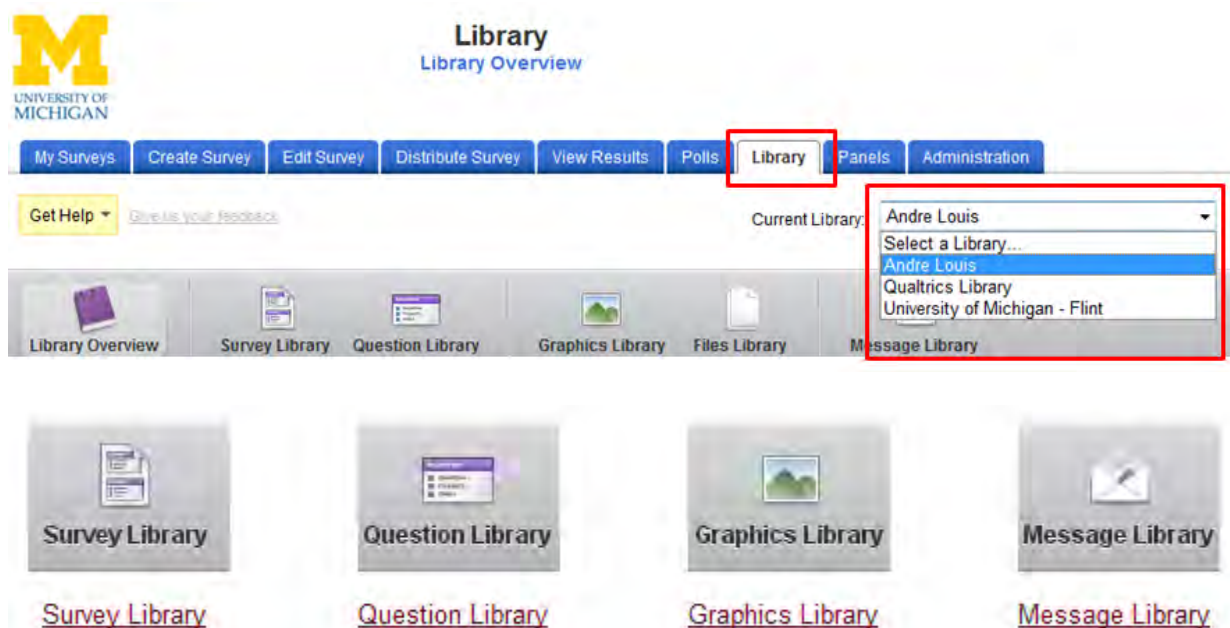 Library
Library Overview
UNIVERSITY OF
MICHIGAN
My Surveys Create Survey Edit Survey Distribute Survey View Results Polls Library Panels Administration
Get Help Give us your feedback Current Library: Andre Louis
Select a Library...
Andre Louis
Qualtrics Library
University of Michigan - Flint
Library Overview Survey Library Question Library Graphics Library Files Library Message Library
Survey Library Question Library Graphics Library Message Library
Survey Library Question Library Graphics Library Message Library